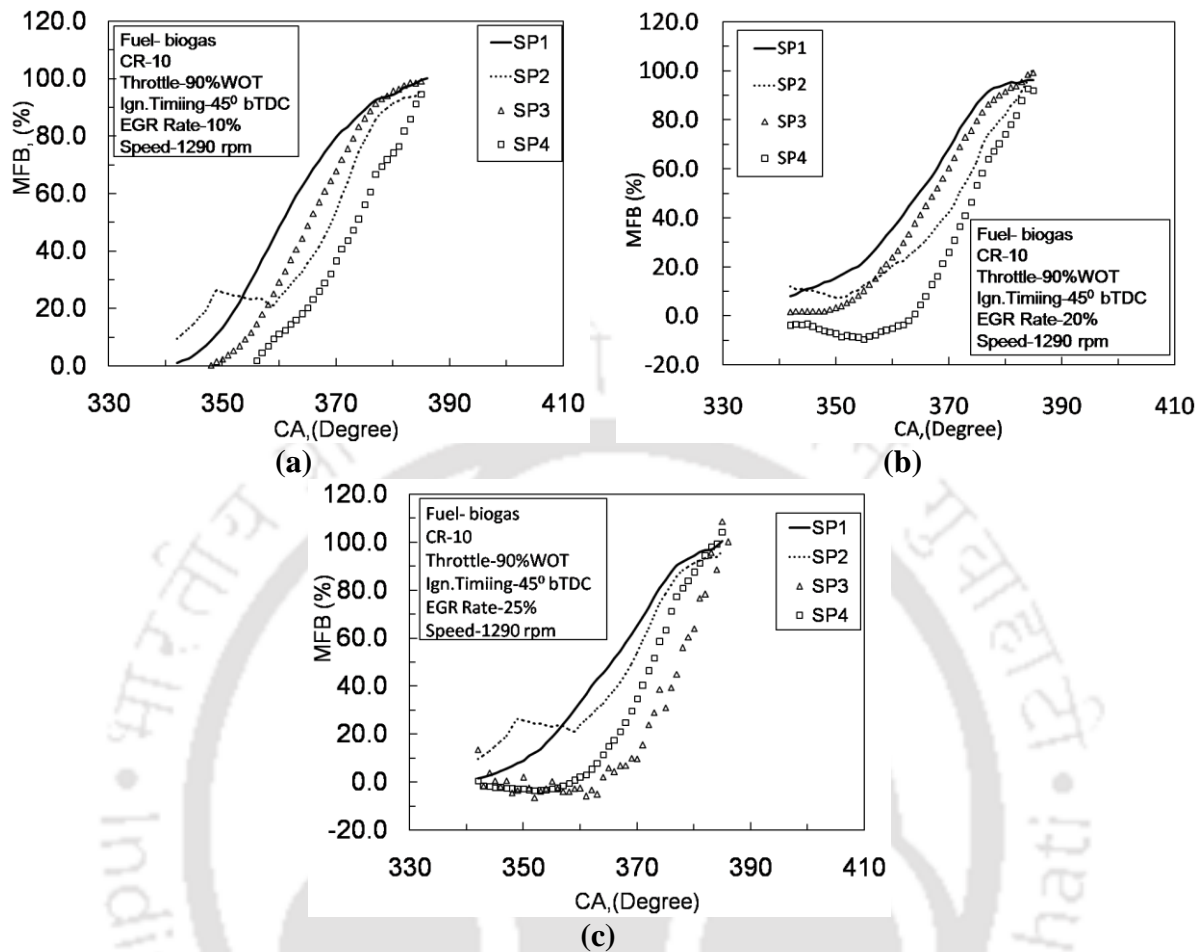 120.0
100.0
80.0
60.0
40.0
20.0
0.0
MFB, (%)
Fuel- biogas
CR-10
Throttle-90%WOT
Ign.Timiing-45⁰ bTDC
EGR Rate-10%
Speed-1290 rpm
SP1
SP2
SP3
SP4
330 350 370 390 410
CA,(Degree)
(a)
120.0
100.0
80.0
60.0
40.0
20.0
0.0
-20.0
MFB (%)
SP1
SP2
SP3
SP4
Fuel- biogas
CR-10
Throttle-90%WOT
Ign.Timiing-45⁰ bTDC
EGR Rate-20%
Speed-1290 rpm
330 350 370 390 410
CA,(Degree)
(b)
120.0
100.0
80.0
60.0
40.0
20.0
0.0
-20.0
MFB (%)
Fuel- biogas
CR-10
Throttle-90%WOT
Ign.Timiing-45⁰ bTDC
EGR Rate-25%
Speed-1290 rpm
SP1
SP2
SP3
SP4
330 350 370 390 410
CA,(Degree)
(c)